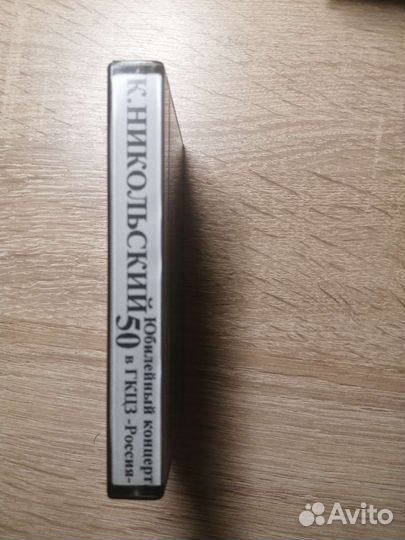 К.НИКОЛЬСКИЙ 50
Юбилейный концерт
в ГКЦЗ -Россия-
Avito